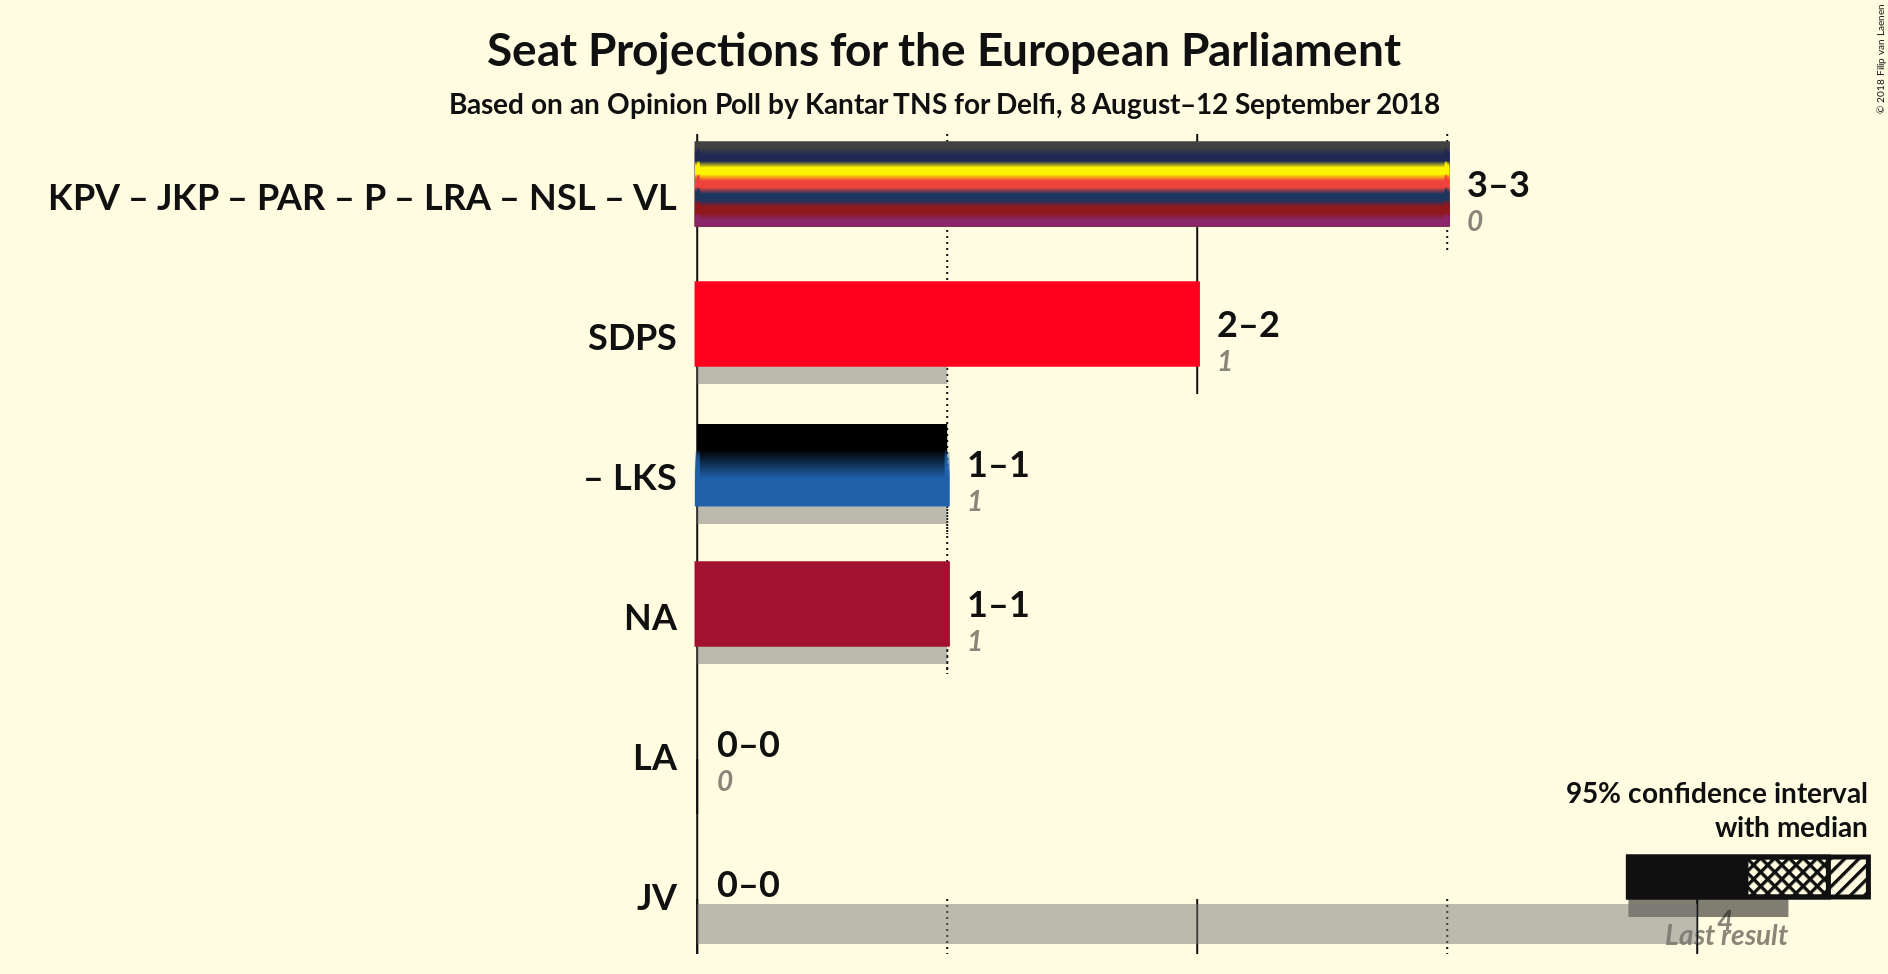 Seat Projections for the European Parliament
Based on an Opinion Poll by Kantar TNS for Delfi, 8 August–12 September 2018
© 2018 Filip van Laenen
KPV – JKP – PAR – P – LRA – NSL – VL
3–3
0
SDPS
2–2
1
– LKS
1–1
1
NA
1–1
1
LA
0–0
0
JV
0–0
4
95% confidence interval
with median
Last result